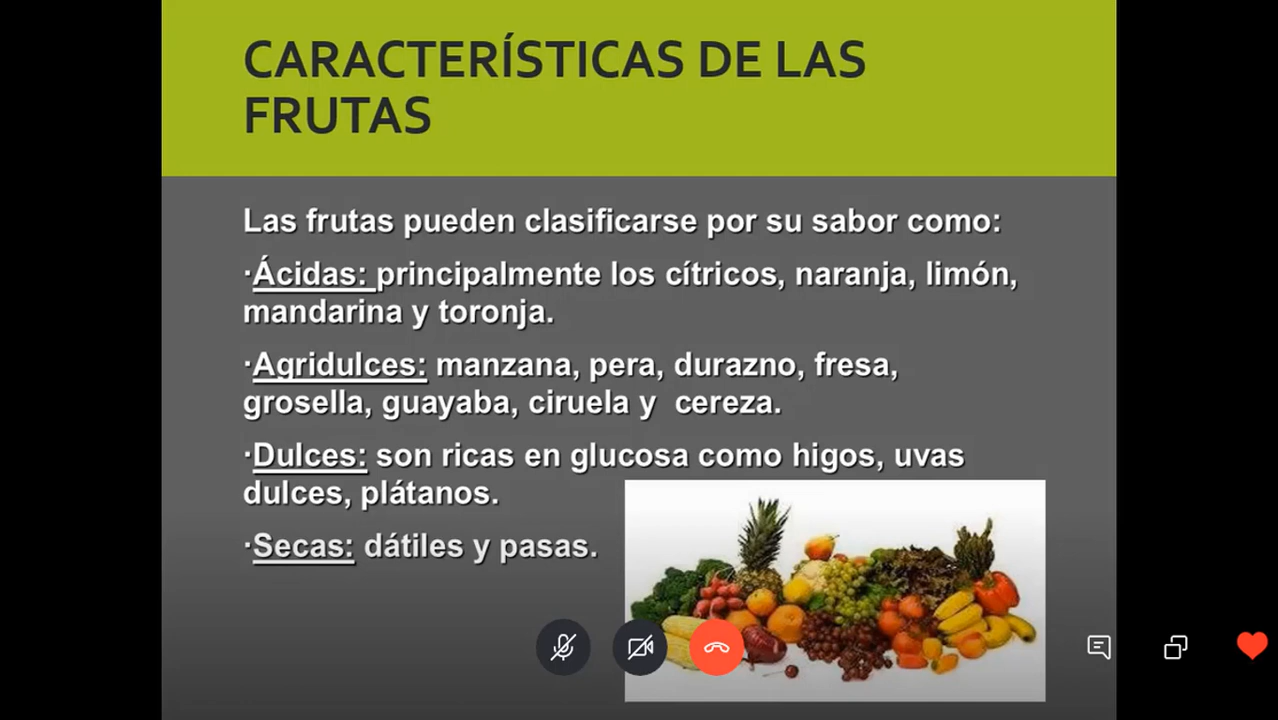 CARACTERÍSTICAS DE LAS
FRUTAS
Las frutas pueden clasificarse por su sabor como:
·Ácidas: principalmente los cítricos, naranja, limón,
mandarina y toronja.
·Agridulces: manzana, pera, durazno, fresa,
grosella, guayaba, ciruela y  cereza.
·Dulces: son ricas en glucosa como higos, uvas
dulces, plátanos.
·Secas: dátiles y pasas.